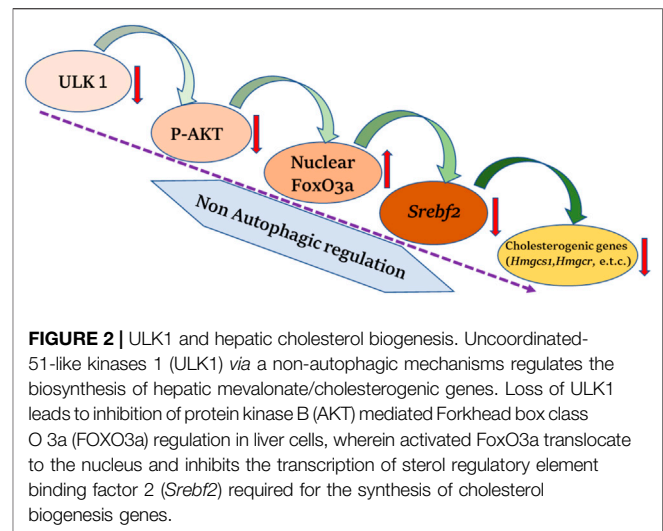 ULK 1
P-AKT
Nuclear
FoxO3a
Srebf2
Cholesterogenic genes
(Hmgcs1,Hmgcr, e.t.c.)
Non Autophagic regulation
FIGURE 2 | ULK1 and hepatic cholesterol biogenesis. Uncoordinated-
51-like kinases 1 (ULK1) via a non-autophagic mechanisms regulates the
biosynthesis of hepatic mevalonate/cholesterogenic genes. Loss of ULK1
leads to inhibition of protein kinase B (AKT) mediated Forkhead box class
O 3a (FOXO3a) regulation in liver cells, wherein activated FoxO3a translocate
to the nucleus and inhibits the transcription of sterol regulatory element
binding factor 2 (Srebf2) required for the synthesis of cholesterol
biogenesis genes.